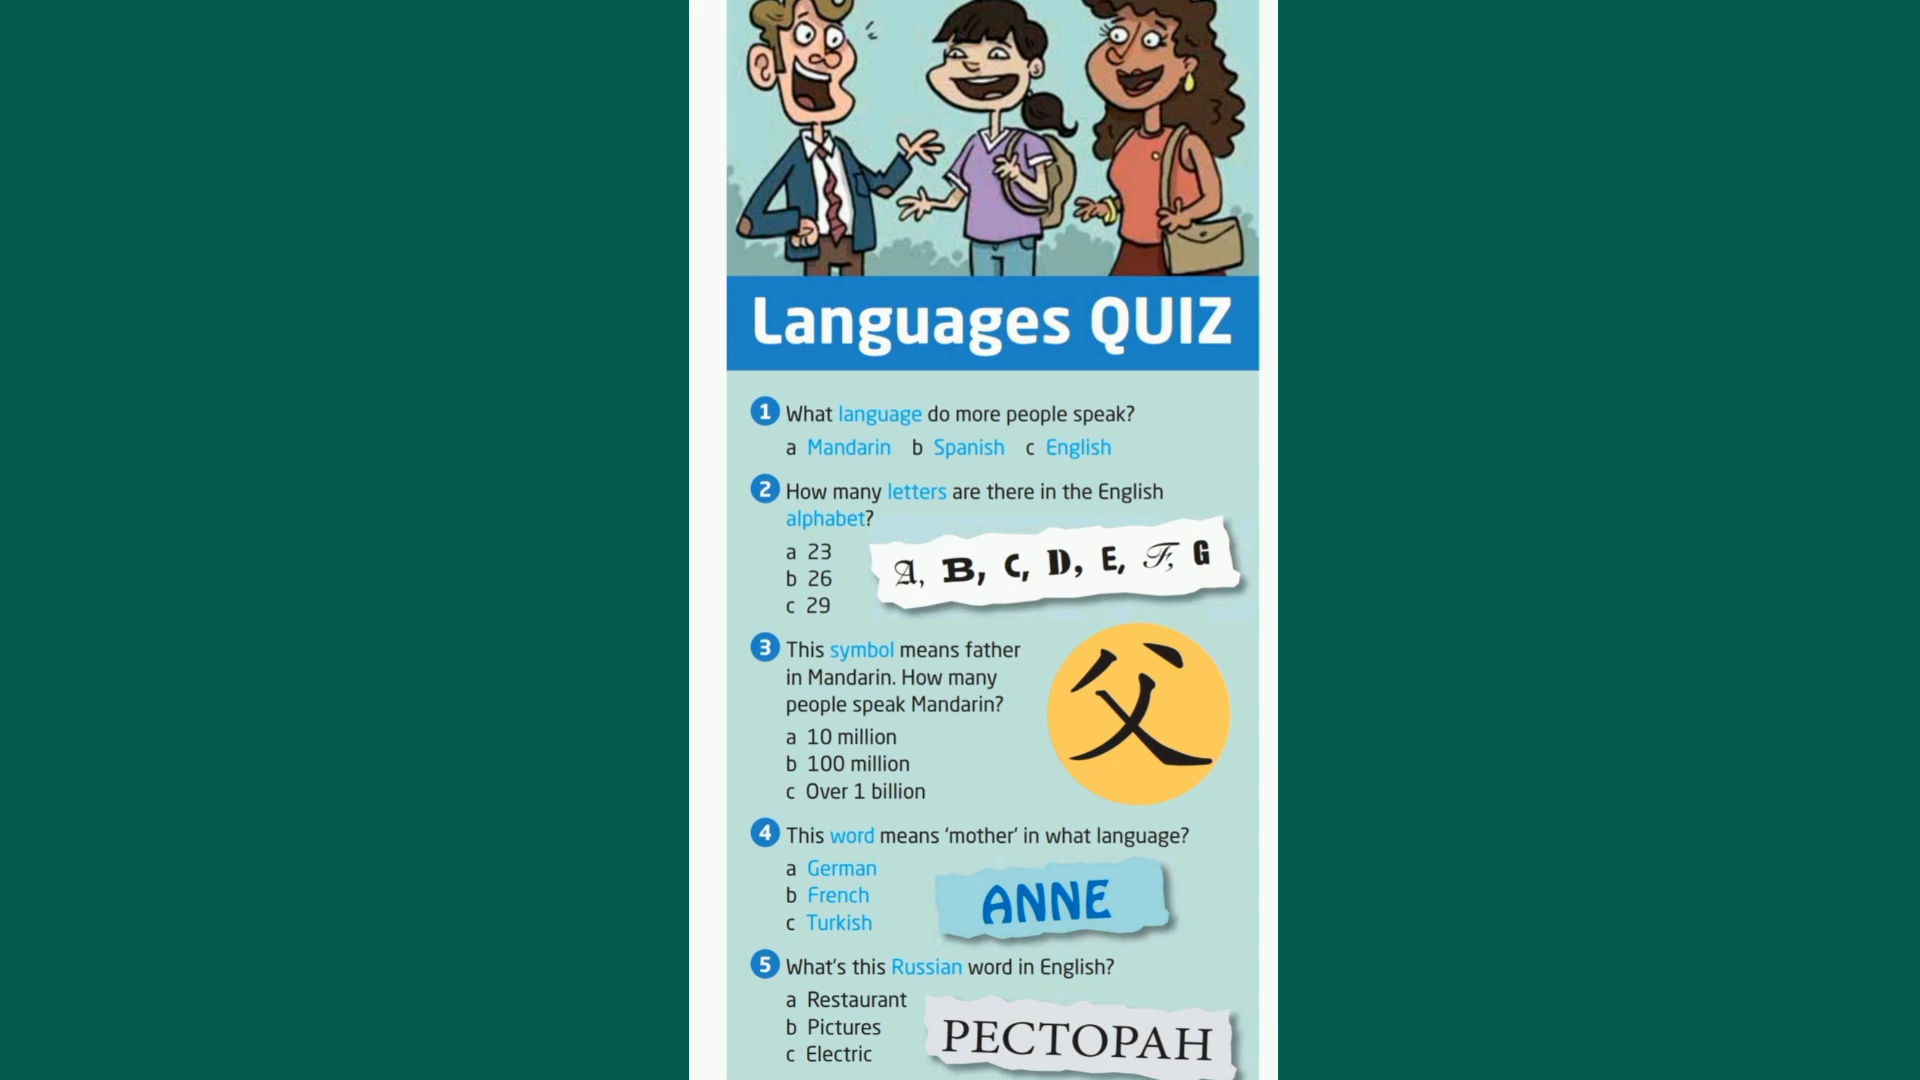 Languages QUIZ
1 What language do more people speak?
a Mandarin b Spanish c English
2 How many letters are there in the English
alphabet?
a 23
b 26
c 29
A, B, C, D, E, F, G
3 This symbol means father
in Mandarin. How many
people speak Mandarin?
a 10 million
b 100 million
c Over 1 billion
父
4 This word means ‘mother’ in what language?
a German
b French
c Turkish
ANNE
5 What's this Russian word in English?
a Restaurant
b Pictures
c Electric
РЕСТОРАН